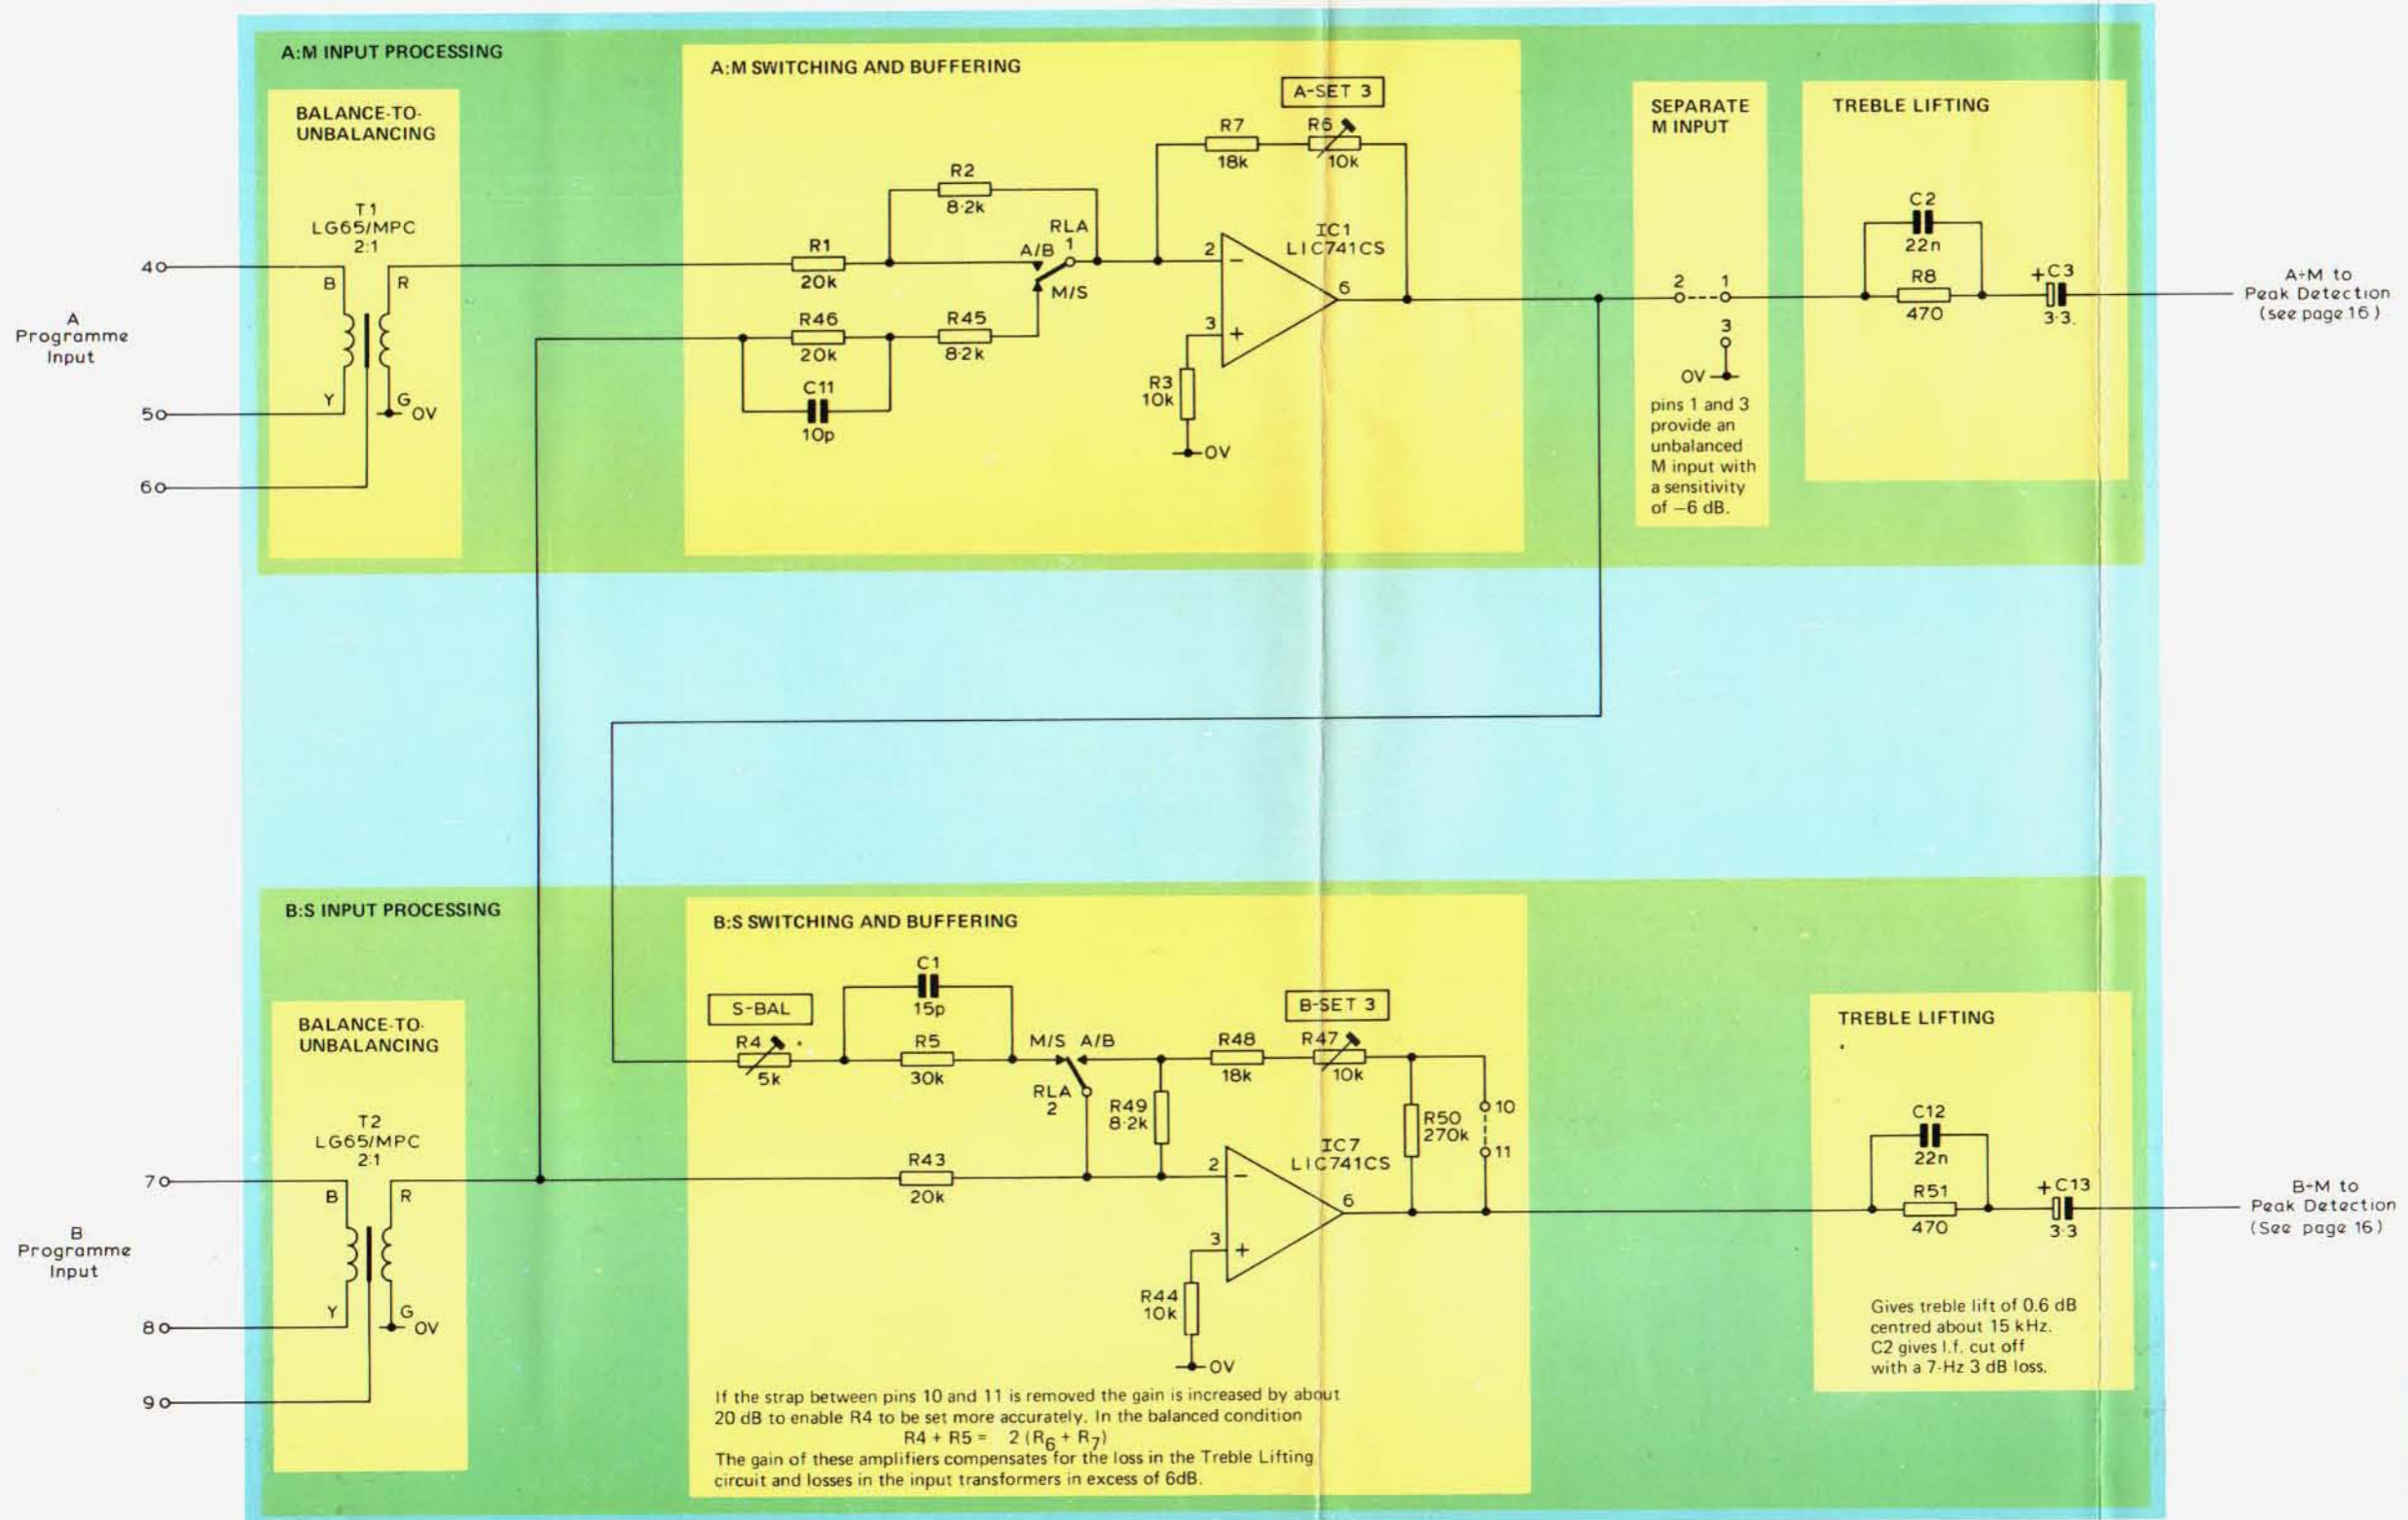 A:M INPUT PROCESSING
BALANCE-TO-
UNBALANCING
T1
LG65/MPC
2:1
4
B
R
A
Programme
Input
Y
G
5
0V
6
A:M SWITCHING AND BUFFERING
A-SET 3
R7
18k
R6
10k
R2
8·2k
RLA
1
A/B
M/S
R1
20k
R46
20k
R45
8·2k
C11
10p
2
−
IC1
LIC741CS
6
3
+
R3
10k
0V
SEPARATE
M INPUT
2
1
3
0V
pins 1 and 3
provide an
unbalanced
M input with
a sensitivity
of −6 dB.
TREBLE LIFTING
C2
22n
R8
470
+C3
3·3
A÷M to
Peak Detection
(see page 16)
B:S INPUT PROCESSING
BALANCE-TO-
UNBALANCING
T2
LG65/MPC
2:1
7
B
R
B
Programme
Input
Y
G
8
0V
9
B:S SWITCHING AND BUFFERING
S-BAL
R4
5k
C1
15p
R5
30k
M/S A/B
RLA
2
B-SET 3
R48
18k
R47
10k
R49
8·2k
R50
270k
10
11
R43
20k
2
−
IC7
LIC741CS
6
3
+
R44
10k
0V
If the strap between pins 10 and 11 is removed the gain is increased by about
20 dB to enable R4 to be set more accurately. In the balanced condition
R4 + R5 = 2 (R6 + R7)
The gain of these amplifiers compensates for the loss in the Treble Lifting
circuit and losses in the input transformers in excess of 6dB.
TREBLE LIFTING
C12
22n
R51
470
+C13
3·3
B÷M to
Peak Detection
(See page 16)
Gives treble lift of 0.6 dB
centred about 15 kHz.
C2 gives l.f. cut off
with a 7-Hz 3 dB loss.